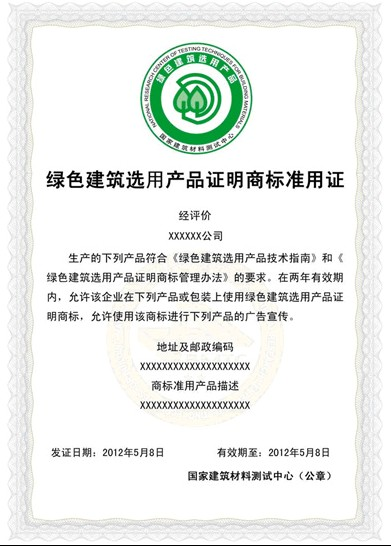 绿色建筑选用产品
NATIONAL RESEARCH CENTER OF TESTING TECHNIQUES FOR BUILDING MATERIALS
国家建筑材料测试中心
绿色建筑选用产品证明商标准用证
经评价
XXXXXX公司
生产的下列产品符合《绿色建筑选用产品技术指南》和《
绿色建筑选用产品证明商标管理办法》的要求。在两年有效期
内，允许该企业在下列产品或包装上使用绿色建筑选用产品证
明商标，允许使用该商标进行下列产品的广告宣传。
地址及邮政编码
XXXXXXXXXXXXXXXXXXXX
商标准用产品描述
XXXXXXXXXXXXXXXXXXXX
发证日期：2012年5月8日 有效期至：2012年5月8日
国家建筑材料测试中心（公章）